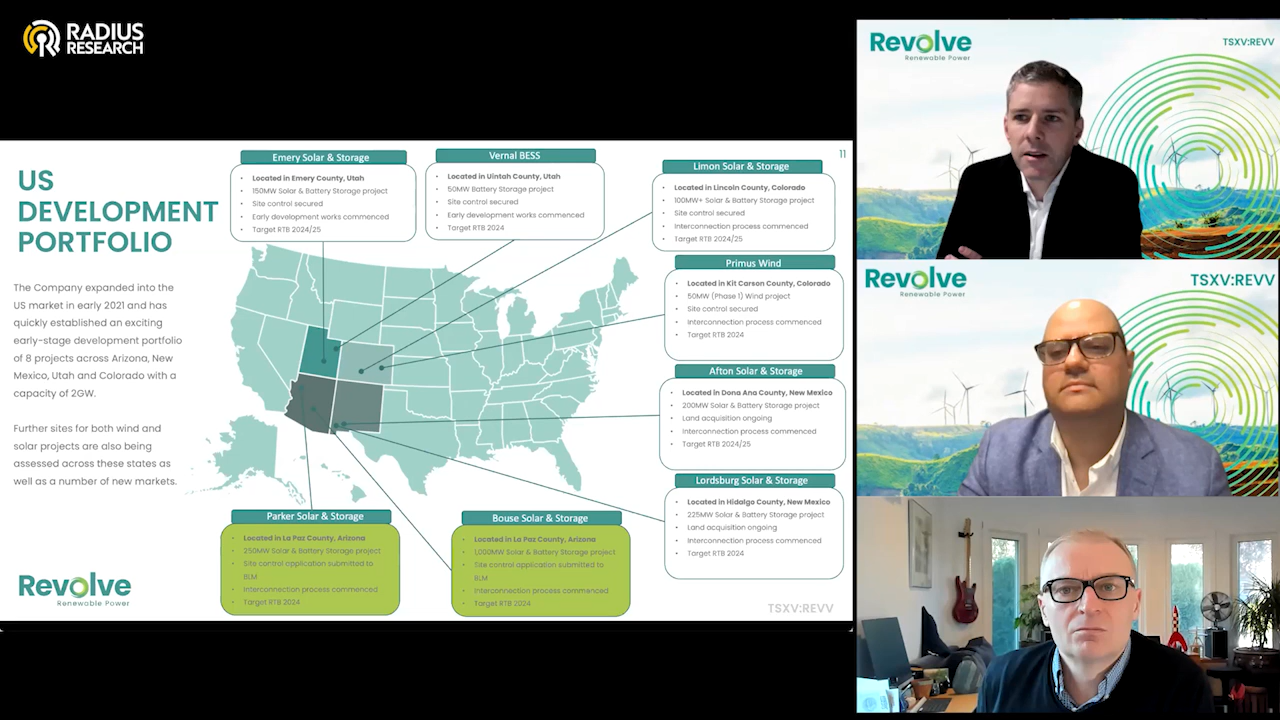 RADIUS
RESEARCH
US
DEVELOPMENT
PORTFOLIO
The Company expanded into the
US market in early 2021 and has
quickly established an exciting
early-stage development portfolio
of 8 projects across Arizona, New
Mexico, Utah and Colorado with a
capacity of 2GW.
Further sites for both wind and
solar projects are also being
assessed across these states as
well as a number of new markets.
Revolve
Renewable Power
Emery Solar & Storage
• Located in Emery County, Utah
• 150MW Solar & Battery Storage project
• Site control secured
• Early development works commenced
• Target RTB 2024/25
Vernal BESS
• Located in Uintah County, Utah
• 50MW Battery Storage project
• Site control secured
• Early development works commenced
• Target RTB 2024
11
Limon Solar & Storage
• Located in Lincoln County, Colorado
• 100MW+ Solar & Battery Storage project
• Site control secured
• Interconnection process commenced
• Target RTB 2024/25
Primus Wind
• Located in Kit Carson County, Colorado
• 50MW (Phase 1) Wind project
• Site control secured
• Interconnection process commenced
• Target RTB 2024
Afton Solar & Storage
• Located in Dona Ana County, New Mexico
• 200MW Solar & Battery Storage project
• Land acquisition ongoing
• Interconnection process commenced
• Target RTB 2024/25
Lordsburg Solar & Storage
• Located in Hidalgo County, New Mexico
• 225MW Solar & Battery Storage project
• Land acquisition ongoing
• Interconnection process commenced
• Target RTB 2024
Parker Solar & Storage
• Located in La Paz County, Arizona
• 250MW Solar & Battery Storage project
• Site control application submitted to
BLM
• Interconnection process commenced
• Target RTB 2024
Bouse Solar & Storage
• Located in La Paz County, Arizona
• 1,000MW Solar & Battery Storage project
• Site control application submitted to
BLM
• Interconnection process commenced
• Target RTB 2024
TSXV:REVV
Revolve
Renewable Power
TSXV:REVV
Revolve
Renewable Power
TSXV:REVV